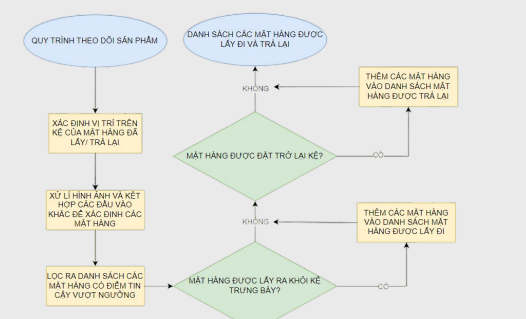 QUY TRÌNH THEO DÕI SẢN PHẨM
XÁC ĐỊNH VỊ TRÍ TRÊN
KỆ CỦA MẶT HÀNG ĐÃ
LẤY/ TRẢ LẠI
XỬ LÍ HÌNH ẢNH VÀ KẾT
HỢP CÁC ĐẦU VÀO
KHÁC ĐỂ XÁC ĐỊNH CÁC
MẶT HÀNG
LỌC RA DANH SÁCH CÁC
MẶT HÀNG CÓ ĐIỂM TIN
CẬY VƯỢT NGƯỠNG
MẶT HÀNG ĐƯỢC LẤY RA KHỎI KỆ
TRƯNG BÀY?
CÓ
THÊM CÁC MẶT HÀNG
VÀO DANH SÁCH MẶT
HÀNG ĐƯỢC LẤY ĐI
KHÔNG
MẶT HÀNG ĐƯỢC ĐẶT TRỞ LẠI KỆ?
CÓ
THÊM CÁC MẶT HÀNG
VÀO DANH SÁCH MẶT
HÀNG ĐƯỢC TRẢ LẠI
KHÔNG
DANH SÁCH CÁC MẶT HÀNG ĐƯỢC
LẤY ĐI VÀ TRẢ LẠI